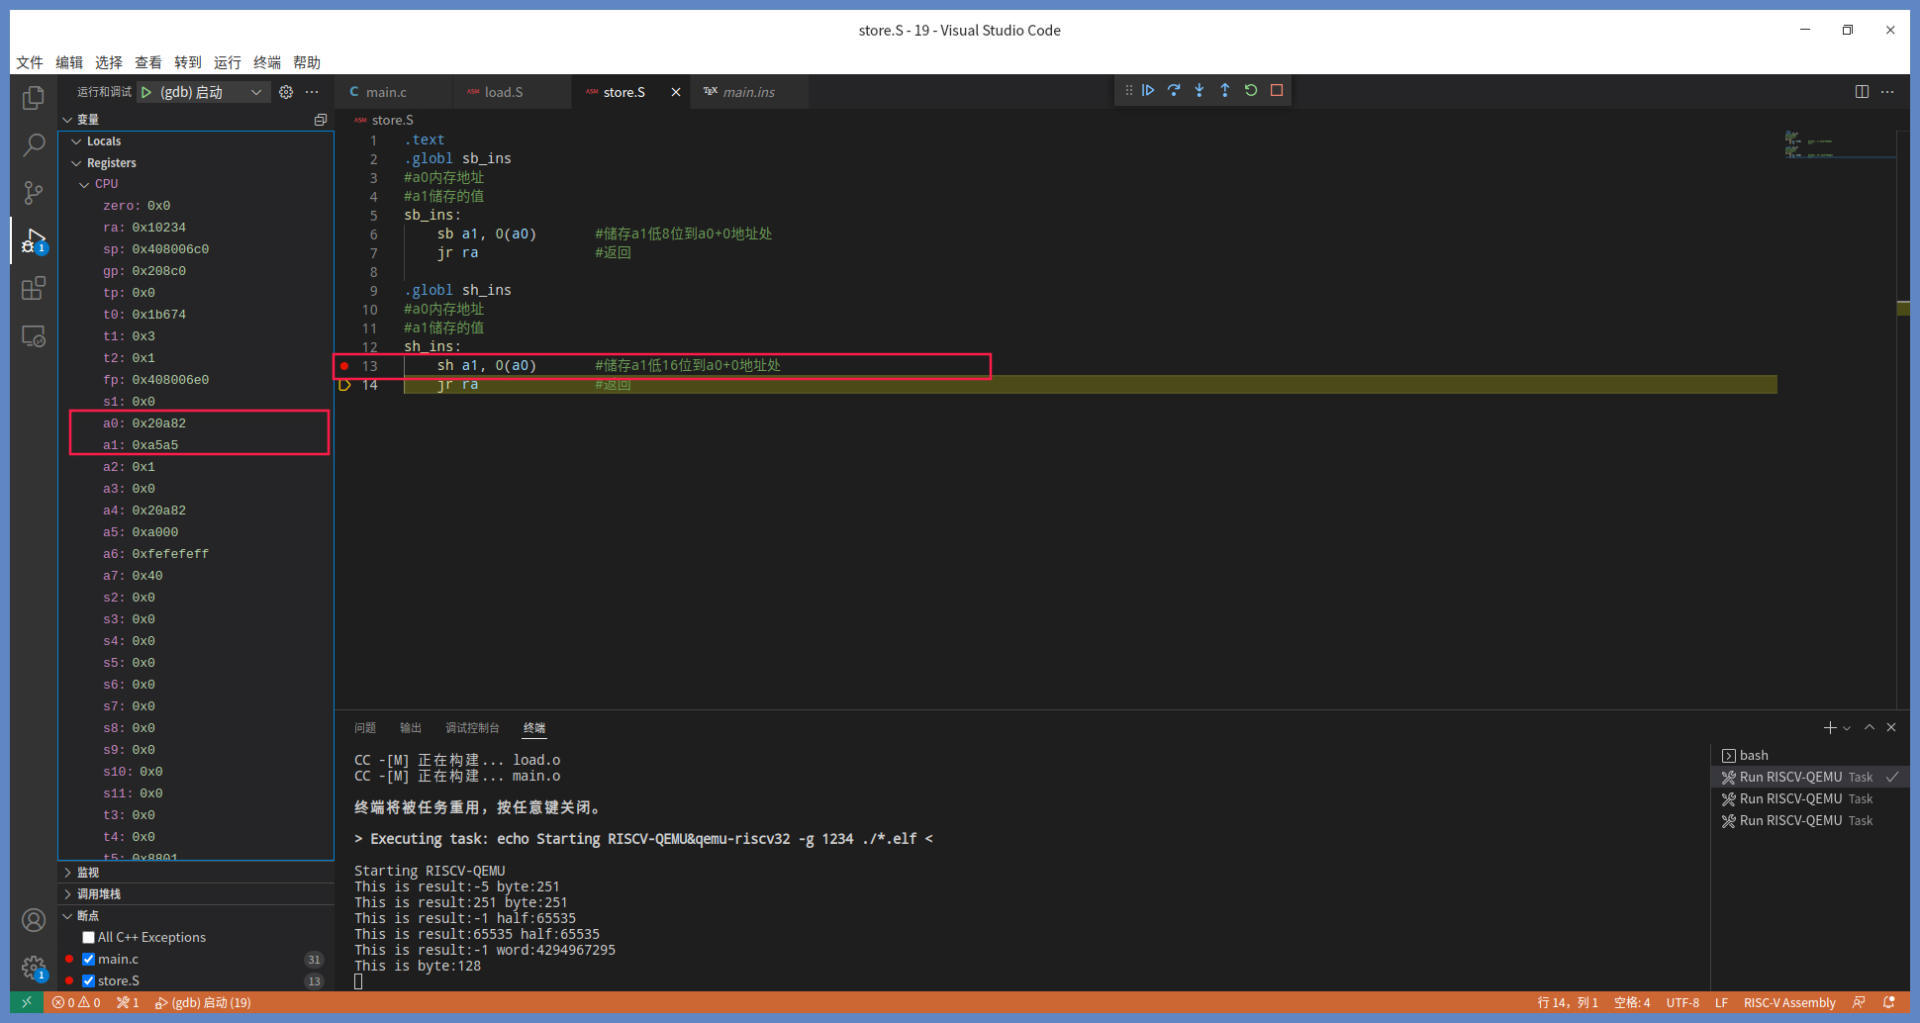 store.S - 19 - Visual Studio Code
文件 编辑 选择 查看 转到 运行 终端 帮助
运行和调试 (gdb) 启动
main.c
load.S
store.S
main.ins
变量
Locals
Registers
CPU
zero: 0x0
ra: 0x10234
sp: 0x408006c0
gp: 0x208c0
tp: 0x0
t0: 0x1b674
t1: 0x3
t2: 0x1
fp: 0x408006e0
s1: 0x0
a0: 0x20a82
a1: 0xa5a5
a2: 0x1
a3: 0x0
a4: 0x20a82
a5: 0xa000
a6: 0xfefefeff
a7: 0x40
s2: 0x0
s3: 0x0
s4: 0x0
s5: 0x0
s6: 0x0
s7: 0x0
s8: 0x0
s9: 0x0
s10: 0x0
s11: 0x0
t3: 0x0
t4: 0x0
t5: 0x8801
监视
调用堆栈
断点
All C++ Exceptions
main.c 31
store.S 13
store.S
1 .text
2 .globl sb_ins
3 #a0内存地址
4 #a1储存的值
5 sb_ins:
6 sb a1, 0(a0) #储存a1低8位到a0+0地址处
7 jr ra #返回
8
9 .globl sh_ins
10 #a0内存地址
11 #a1储存的值
12 sh_ins:
13 sh a1, 0(a0) #储存a1低16位到a0+0地址处
14 jr ra #返回
问题 输出 调试控制台 终端
CC -[M] 正在构建... load.o
CC -[M] 正在构建... main.o
终端将被任务重用，按任意键关闭。
> Executing task: echo Starting RISCV-QEMU&qemu-riscv32 -g 1234 ./*.elf <
Starting RISCV-QEMU
This is result:-5 byte:251
This is result:251 byte:251
This is result:-1 half:65535
This is result:65535 half:65535
This is result:-1 word:4294967295
This is byte:128
bash
Run RISCV-QEMU Task
Run RISCV-QEMU Task
Run RISCV-QEMU Task
0 0 1 (gdb) 启动 (19)
行 14，列 1 空格: 4 UTF-8 LF RISC-V Assembly